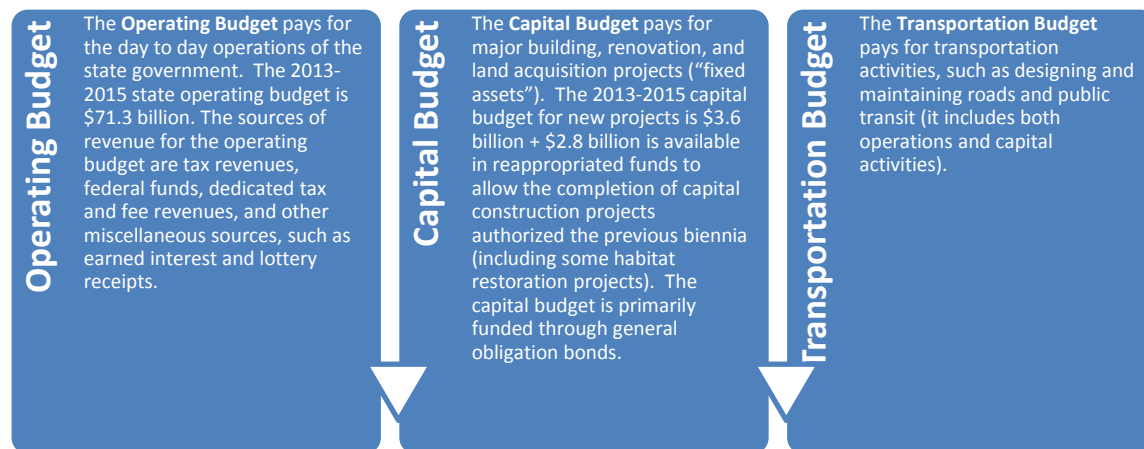 Operating Budget
The Operating Budget pays for
the day to day operations of the
state government.  The 2013-
2015 state operating budget is
$71.3 billion. The sources of
revenue for the operating
budget are tax revenues,
federal funds, dedicated tax
and fee revenues, and other
miscellaneous sources, such as
earned interest and lottery
receipts.
Capital Budget
The Capital Budget pays for
major building, renovation, and
land acquisition projects (“fixed
assets”).  The 2013-2015 capital
budget for new projects is $3.6
billion + $2.8 billion is available
in reappropriated funds to
allow the completion of capital
construction projects
authorized the previous biennia
(including some habitat
restoration projects).  The
capital budget is primarily
funded through general
obligation bonds.
Transportation Budget
The Transportation Budget
pays for transportation
activities, such as designing and
maintaining roads and public
transit (it includes both
operations and capital
activities).